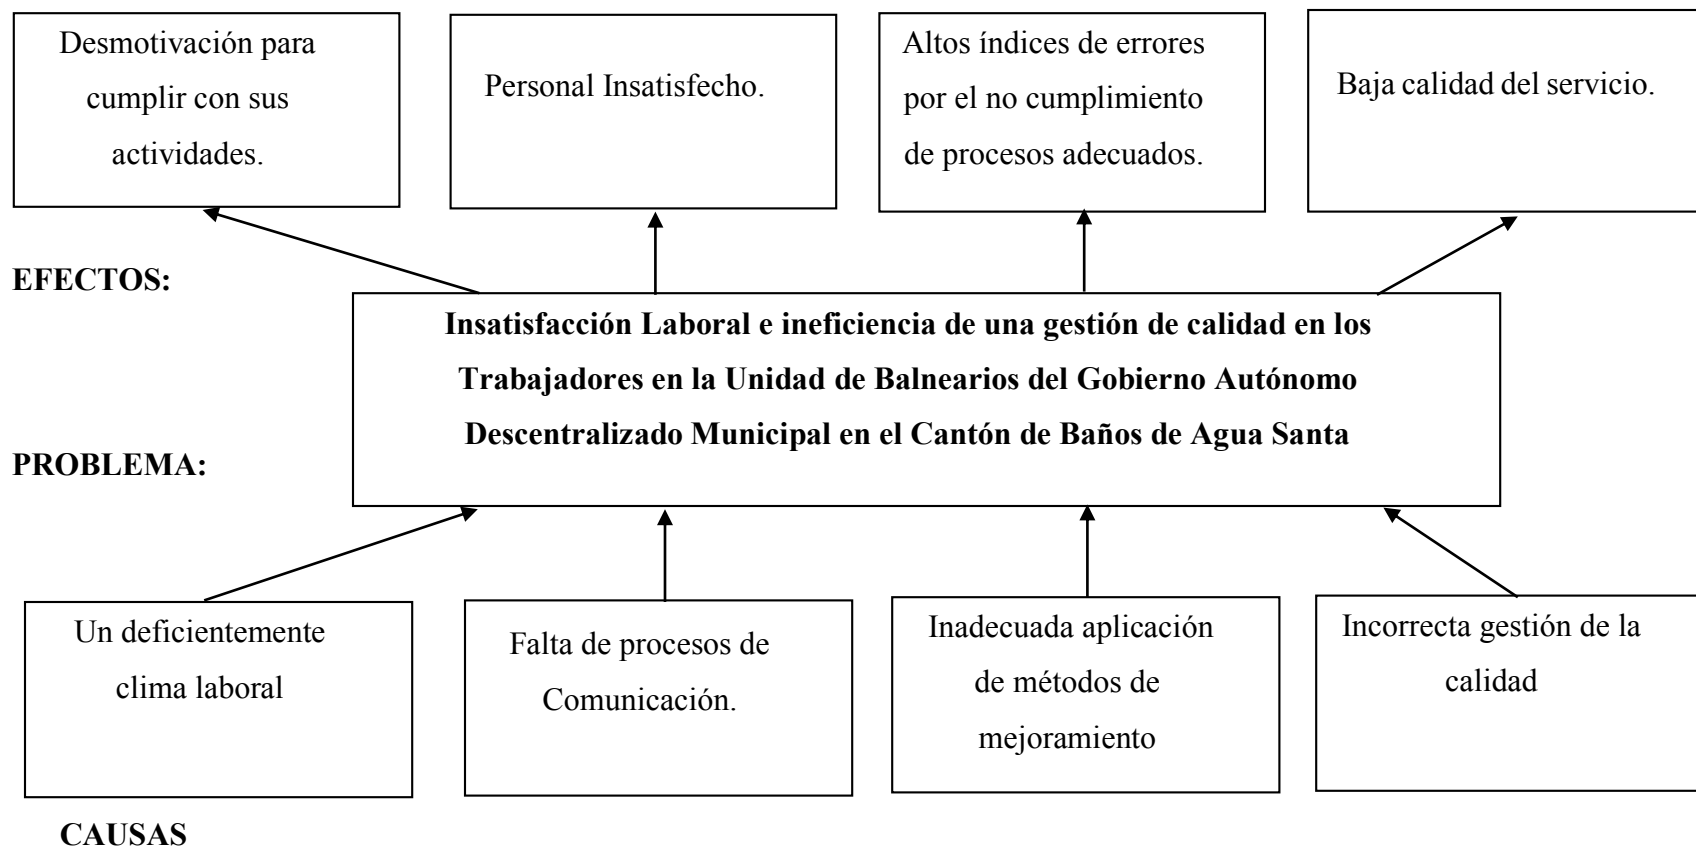 Desmotivación para
cumplir con sus
actividades.
Personal Insatisfecho.
Altos índices de errores
por el no cumplimiento
de procesos adecuados.
Baja calidad del servicio.
EFECTOS:
Insatisfacción Laboral e ineficiencia de una gestión de calidad en los
Trabajadores en la Unidad de Balnearios del Gobierno Autónomo
Descentralizado Municipal en el Cantón de Baños de Agua Santa
PROBLEMA:
Un deficientemente
clima laboral
Falta de procesos de
Comunicación.
Inadecuada aplicación
de métodos de
mejoramiento
Incorrecta gestión de la
calidad
CAUSAS